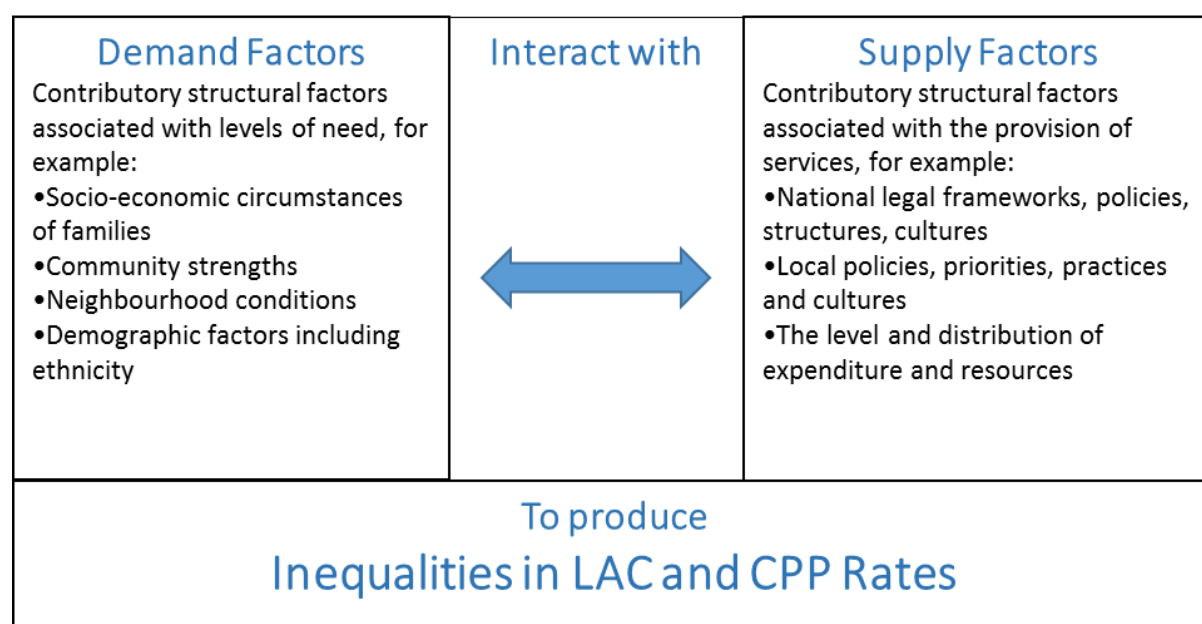 Demand Factors
Contributory structural factors
associated with levels of need, for
example:
•Socio-economic circumstances
of families
•Community strengths
•Neighbourhood conditions
•Demographic factors including
ethnicity
Interact with
Supply Factors
Contributory structural factors
associated with the provision of
services, for example:
•National legal frameworks, policies,
structures, cultures
•Local policies, priorities, practices
and cultures
•The level and distribution of
expenditure and resources
To produce
Inequalities in LAC and CPP Rates